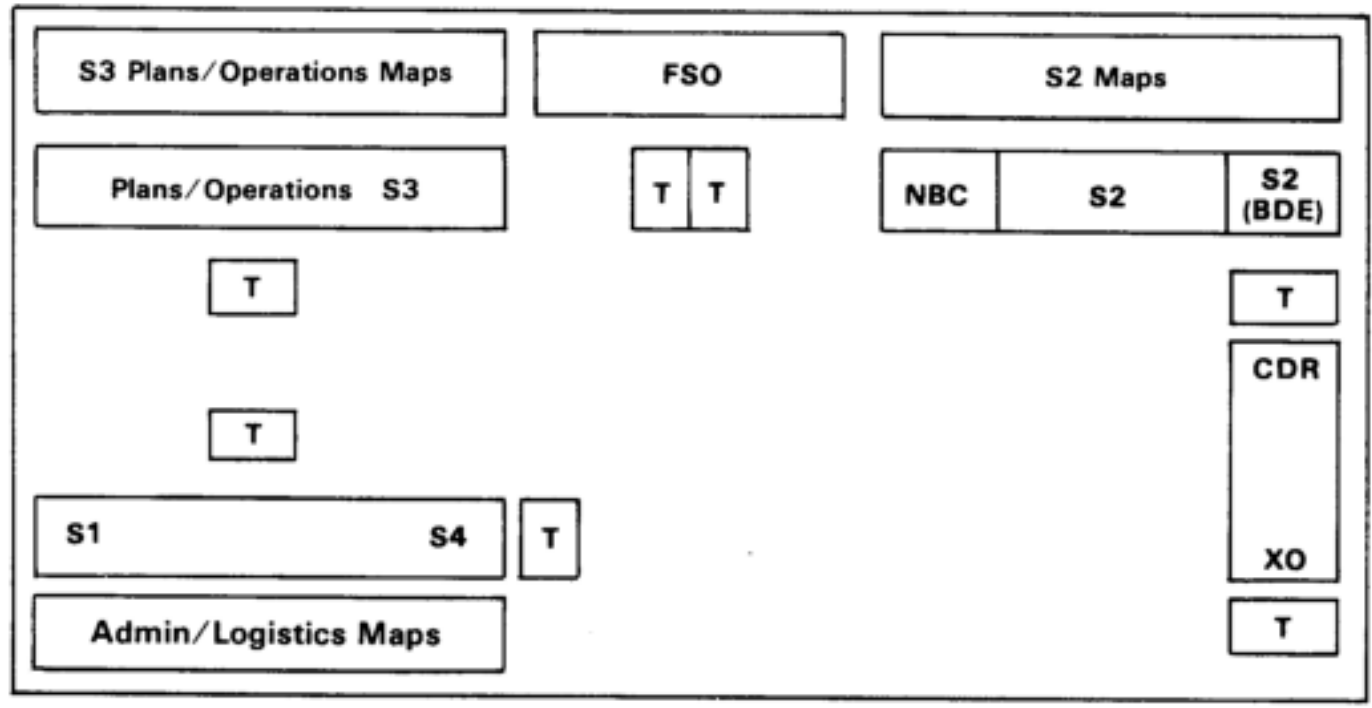 S3 Plans/Operations Maps
FSO
S2 Maps
Plans/Operations S3
T
T
NBC
S2
S2
(BDE)
T
T
CDR
T
S1
S4
T
XO
Admin/Logistics Maps
T